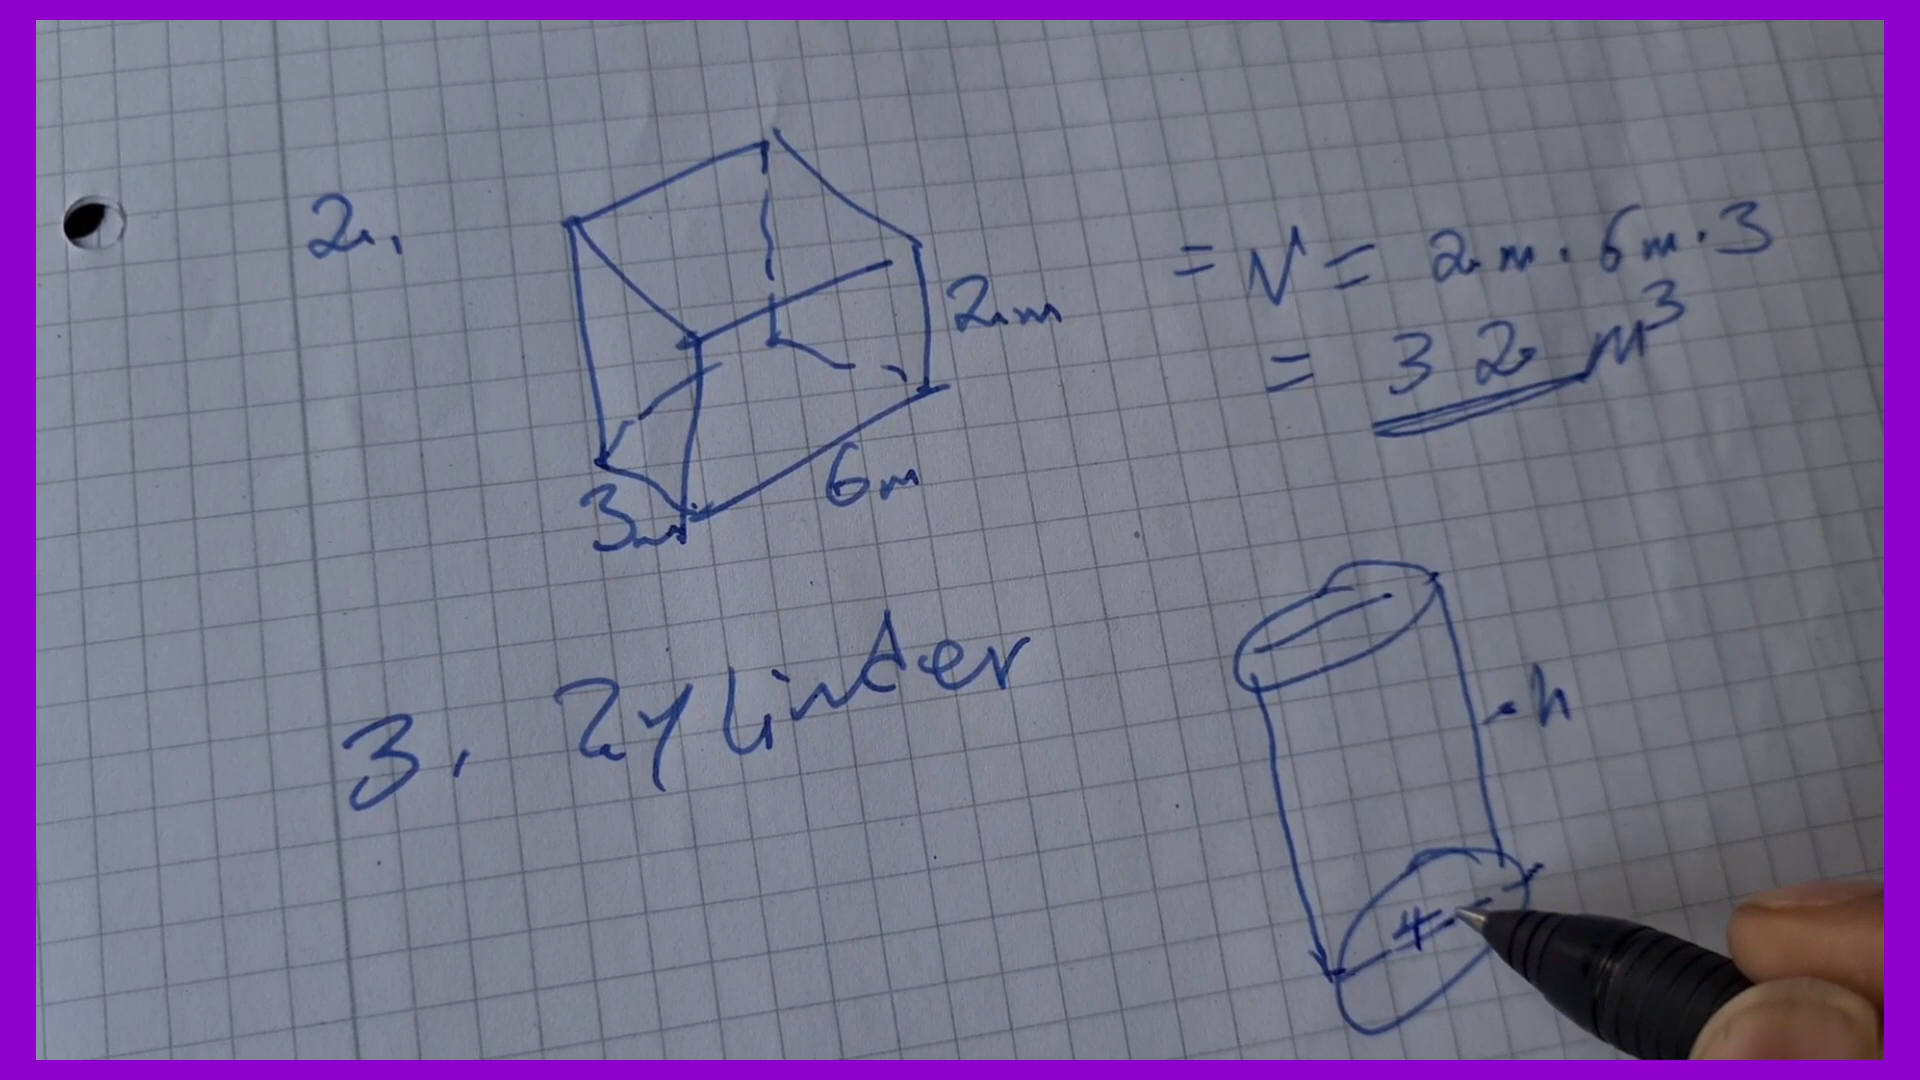 2.
2m
= V = 2m · 6m · 3
= 32 m³
6m
3m
3. Zylinder
h